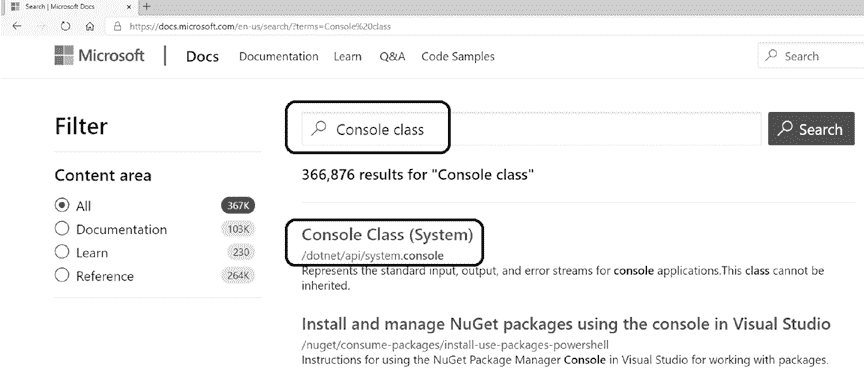 Search | Microsoft Docs
https://docs.microsoft.com/en-us/search/?terms=Console%20class
Microsoft | Docs Documentation Learn Q&A Code Samples Search
Filter
Content area
All 367K
Documentation 103K
Learn 230
Reference 264K
Console class Search
366,876 results for "Console class"
Console Class (System)
/dotnet/api/system.console
Represents the standard input, output, and error streams for console applications.This class cannot be
inherited.
Install and manage NuGet packages using the console in Visual Studio
/nuget/consume-packages/install-use-packages-powershell
Instructions for using the NuGet Package Manager Console in Visual Studio for working with packages.